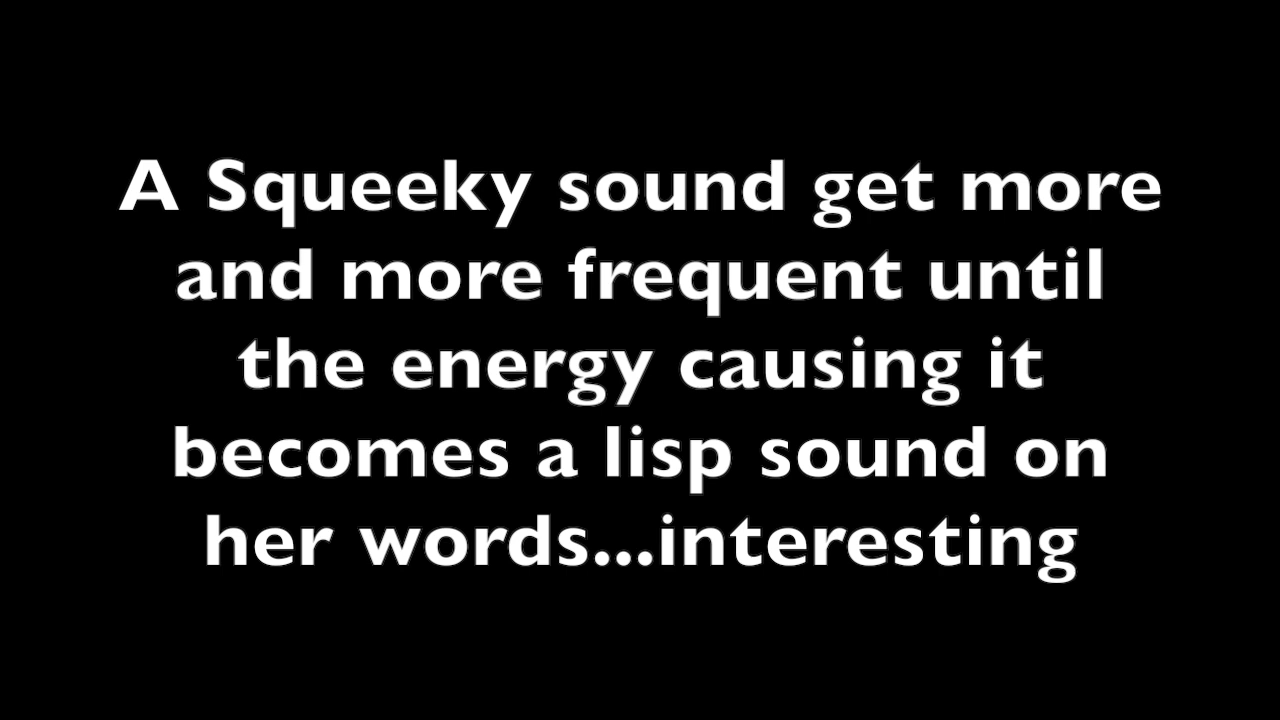 A Squeeky sound get more
and more frequent until
the energy causing it
becomes a lisp sound on
her words...interesting